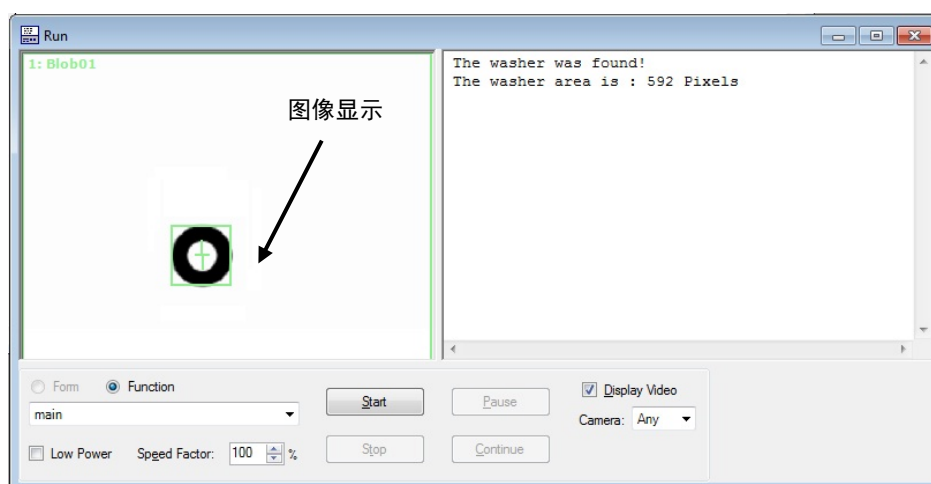 Run
1: Blob01
图像显示
The washer was found!
The washer area is : 592 Pixels
Form
Function
main
Low Power
Speed Factor:
100
%
Start
Stop
Pause
Continue
Display Video
Camera:
Any